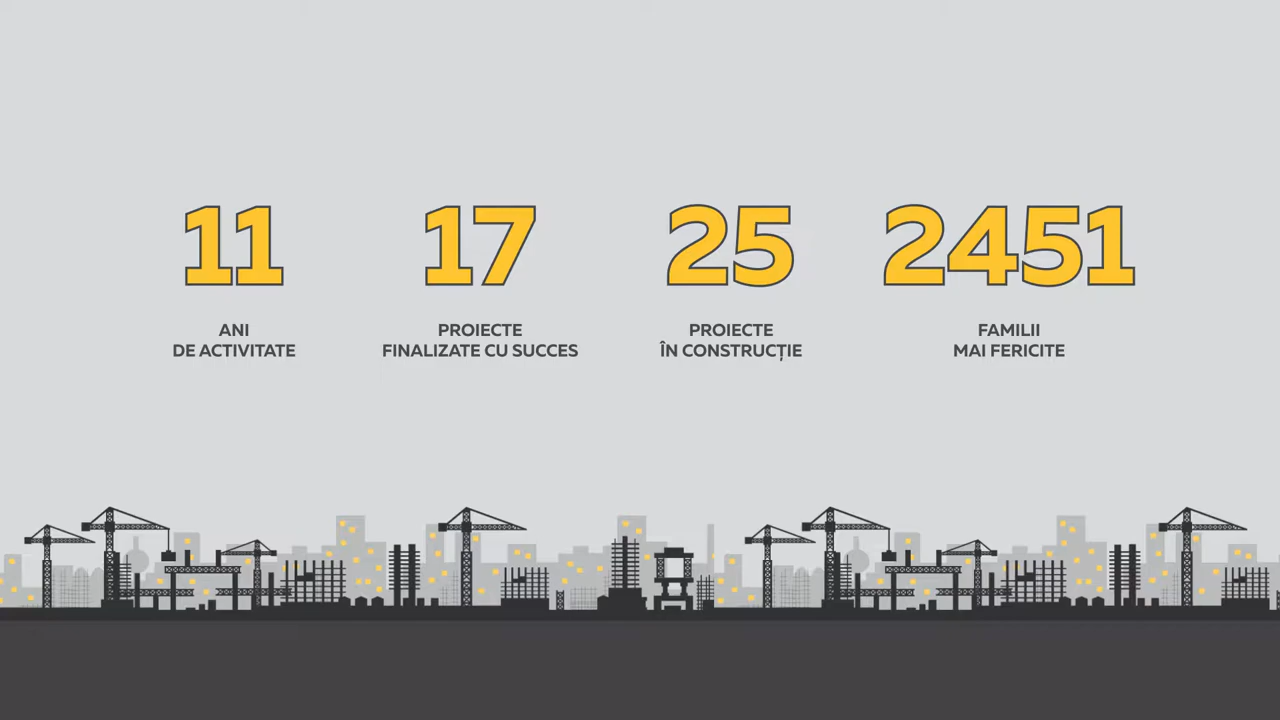 11
ANI
DE ACTIVITATE
17
PROIECTE
FINALIZATE CU SUCCES
25
PROIECTE
ÎN CONSTRUCȚIE
2451
FAMILII
MAI FERICITE